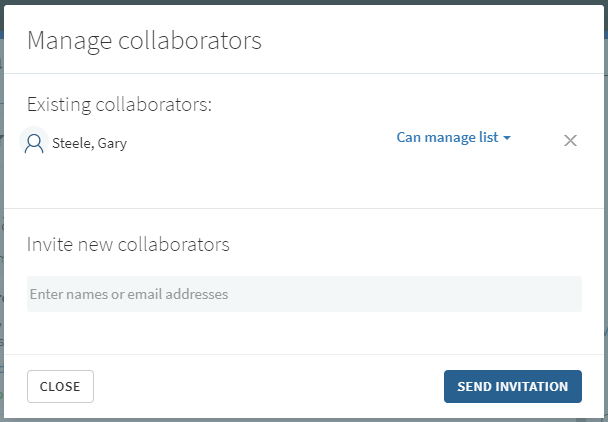 Manage collaborators
Existing collaborators:
Steele, Gary
Can manage list
Invite new collaborators
Enter names or email addresses
CLOSE
SEND INVITATION